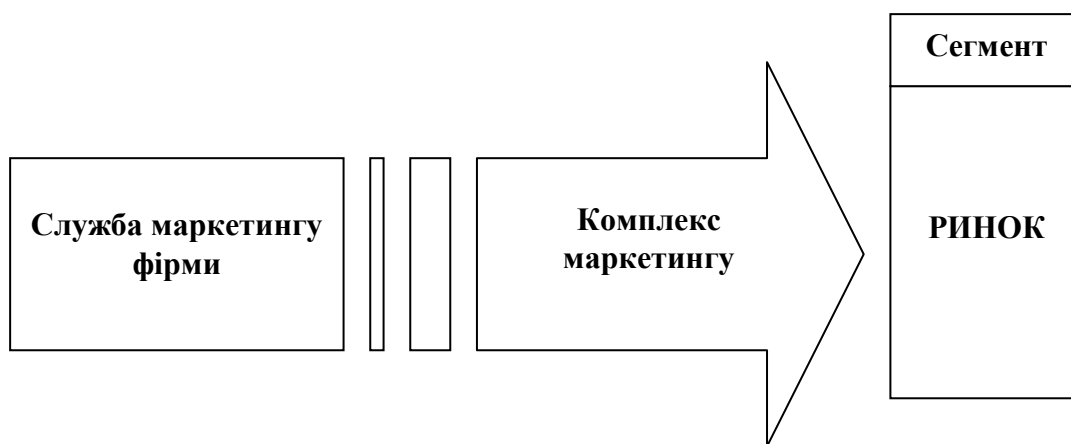 Служба маркетингу
фірми
Комплекс
маркетингу
Сегмент
РИНОК